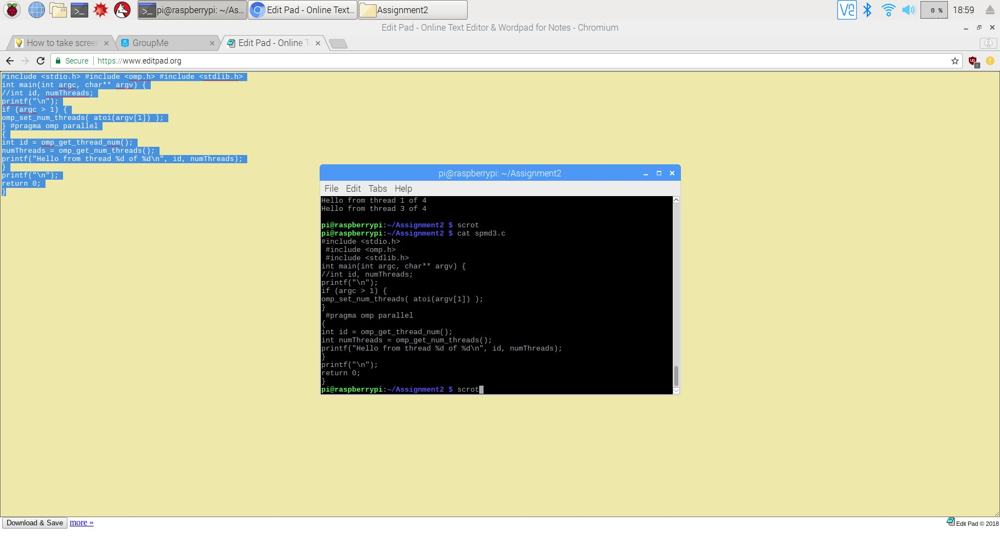 pi@raspberrypi: ~/As...
Edit Pad - Online Text...
Assignment2
0 %
18:59
Edit Pad - Online Text Editor & Wordpad for Notes - Chromium
How to take screen
GroupMe
Edit Pad - Online T
Secure
https://www.editpad.org
1
#include <stdio.h> #include <omp.h> #include <stdlib.h>
int main(int argc, char** argv) {
//int id, numThreads;
printf("\n");
if (argc > 1) {
omp_set_num_threads( atoi(argv[1]) );
} #pragma omp parallel
{
int id = omp_get_thread_num();
numThreads = omp_get_num_threads();
printf("Hello from thread %d of %d\n", id, numThreads);
}
printf("\n");
return 0;
}
pi@raspberrypi: ~/Assignment2
File Edit Tabs Help
Hello from thread 1 of 4
Hello from thread 3 of 4
pi@raspberrypi:~/Assignment2 $ scrot
pi@raspberrypi:~/Assignment2 $ cat spmd3.c
#include <stdio.h>
#include <omp.h>
#include <stdlib.h>
int main(int argc, char** argv) {
//int id, numThreads;
printf("\n");
if (argc > 1) {
omp_set_num_threads( atoi(argv[1]) );
}
#pragma omp parallel
{
int id = omp_get_thread_num();
int numThreads = omp_get_num_threads();
printf("Hello from thread %d of %d\n", id, numThreads);
}
printf("\n");
return 0;
}
pi@raspberrypi:~/Assignment2 $ scrot
Download & Save more »
Edit Pad © 2018